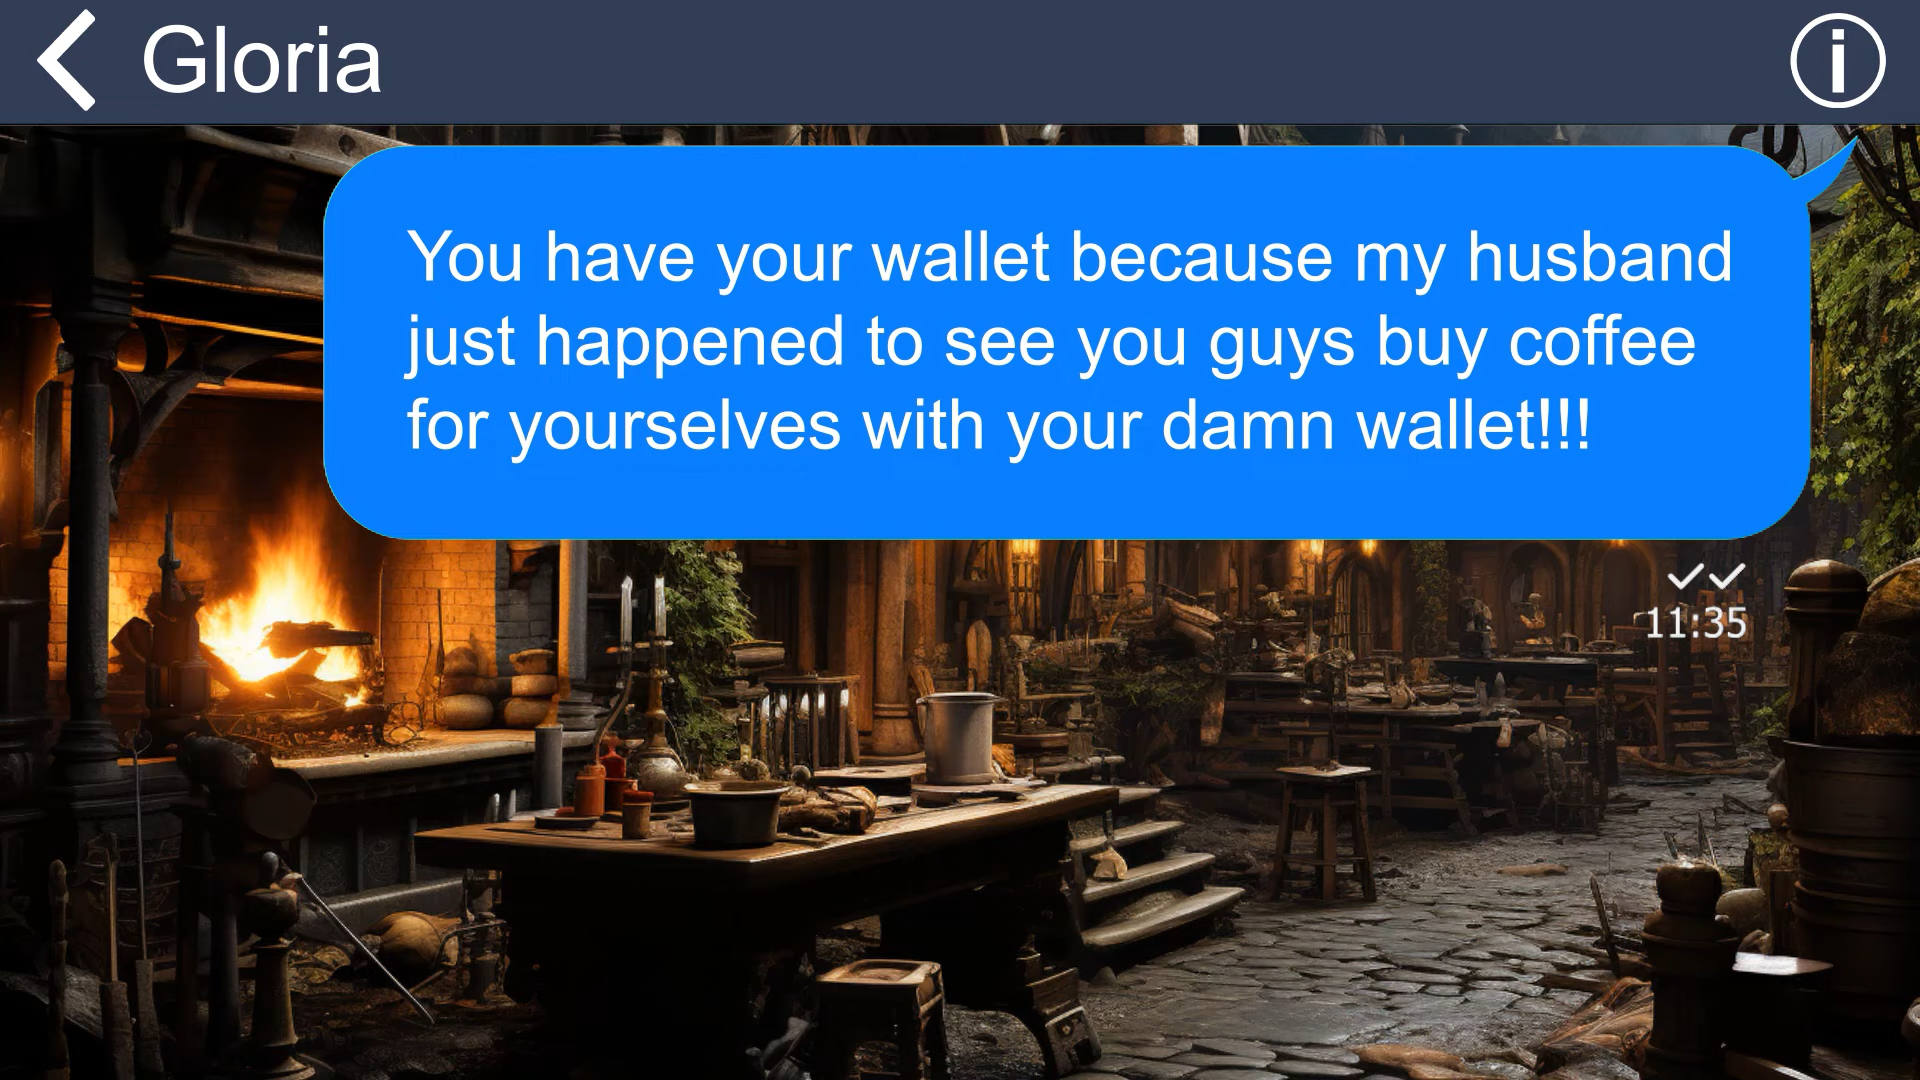 Gloria
You have your wallet because my husband
just happened to see you guys buy coffee
for yourselves with your damn wallet!!!
11:35